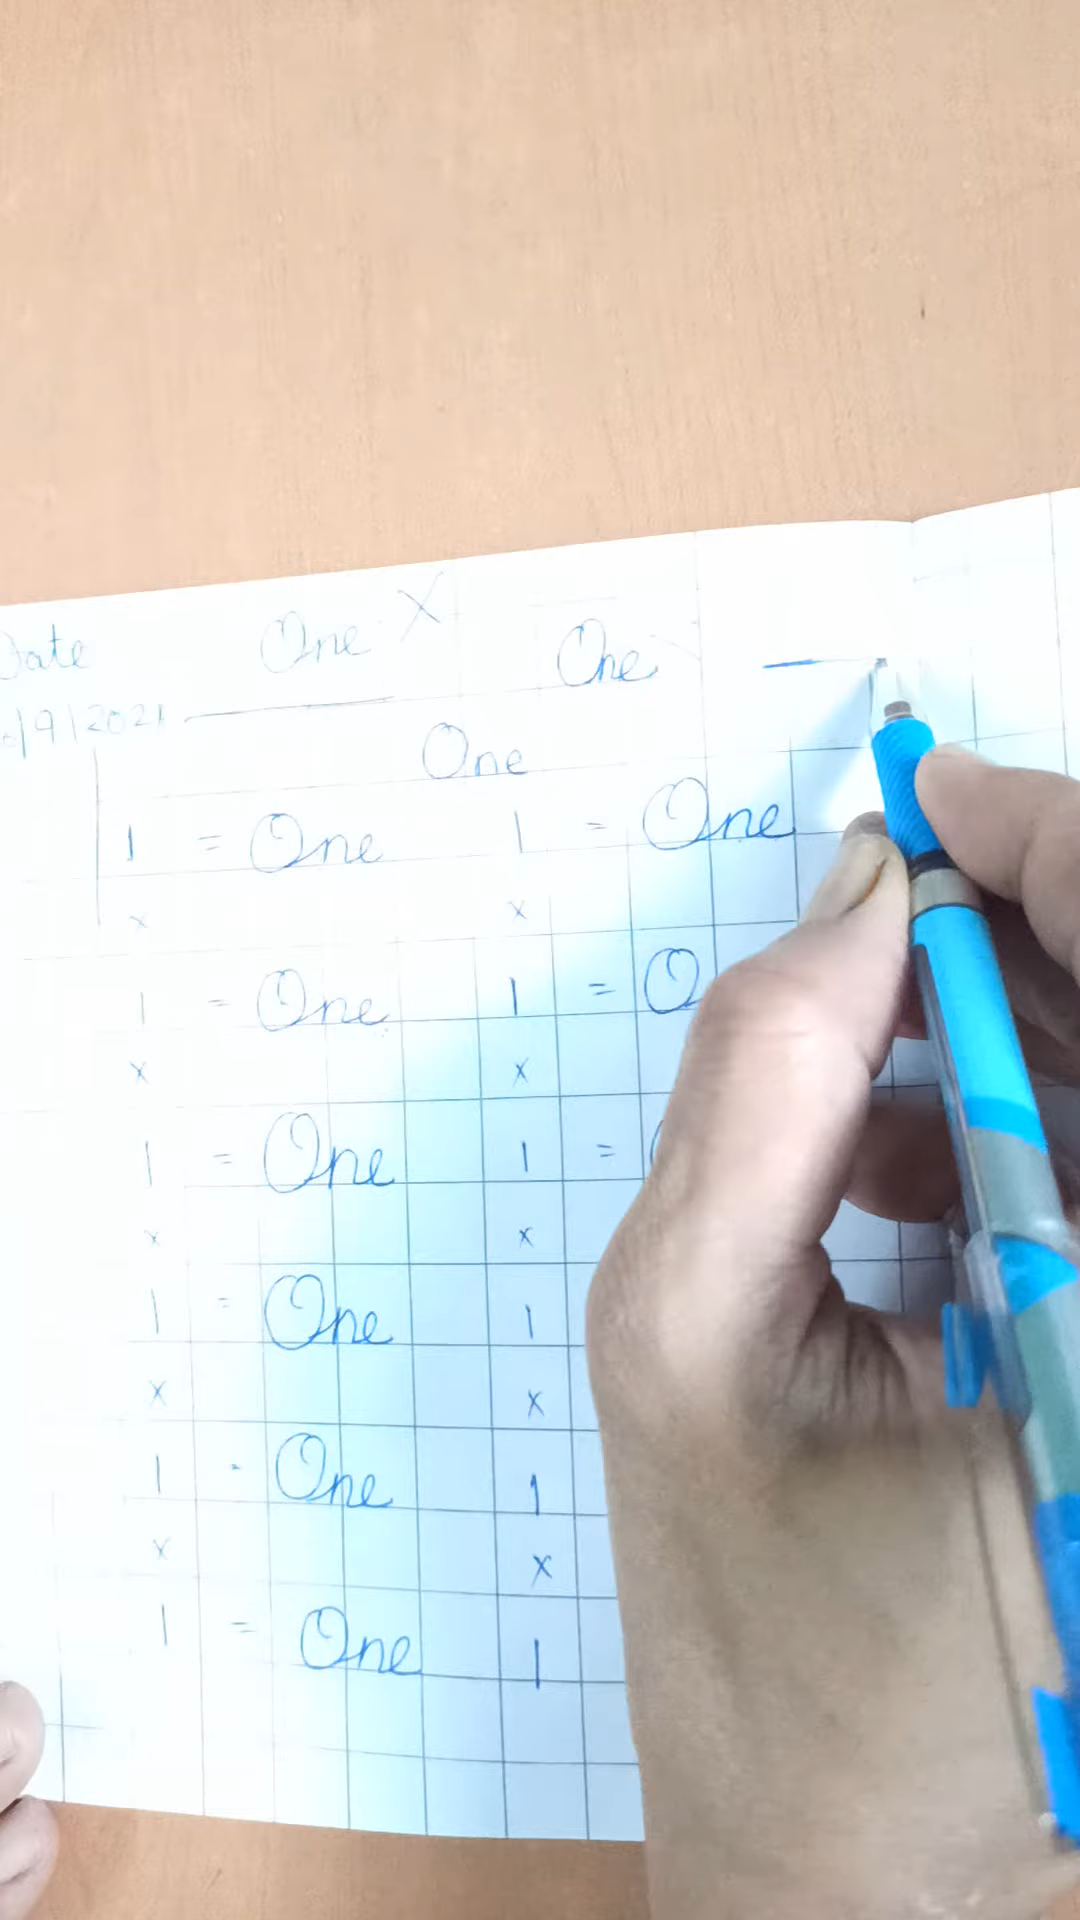 Date One X One
/9/2021
One
1 = One 1 = One
x x
1 = One 1 = O
x x
1 = One 1 =
x x
1 = One 1
x x
1 - One 1
x x
1 = One 1